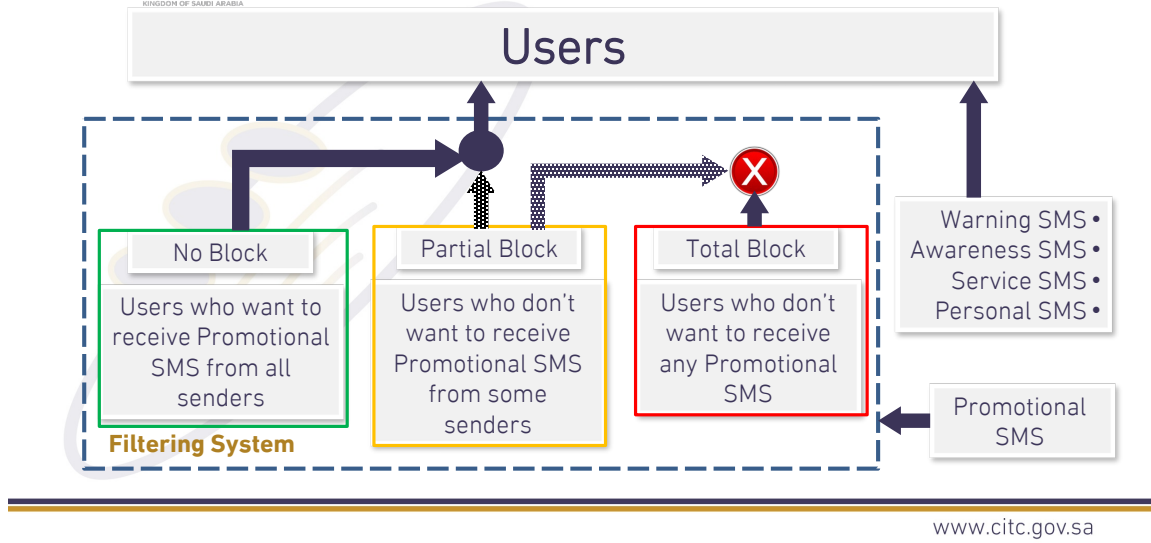 KINGDOM OF SAUDI ARABIA
Users
X
No Block
Users who want to
receive Promotional
SMS from all
senders
Partial Block
Users who don't
want to receive
Promotional SMS
from some
senders
Total Block
Users who don't
want to receive
any Promotional
SMS
Warning SMS •
Awareness SMS •
Service SMS •
Personal SMS •
Promotional
SMS
Filtering System
www.citc.gov.sa